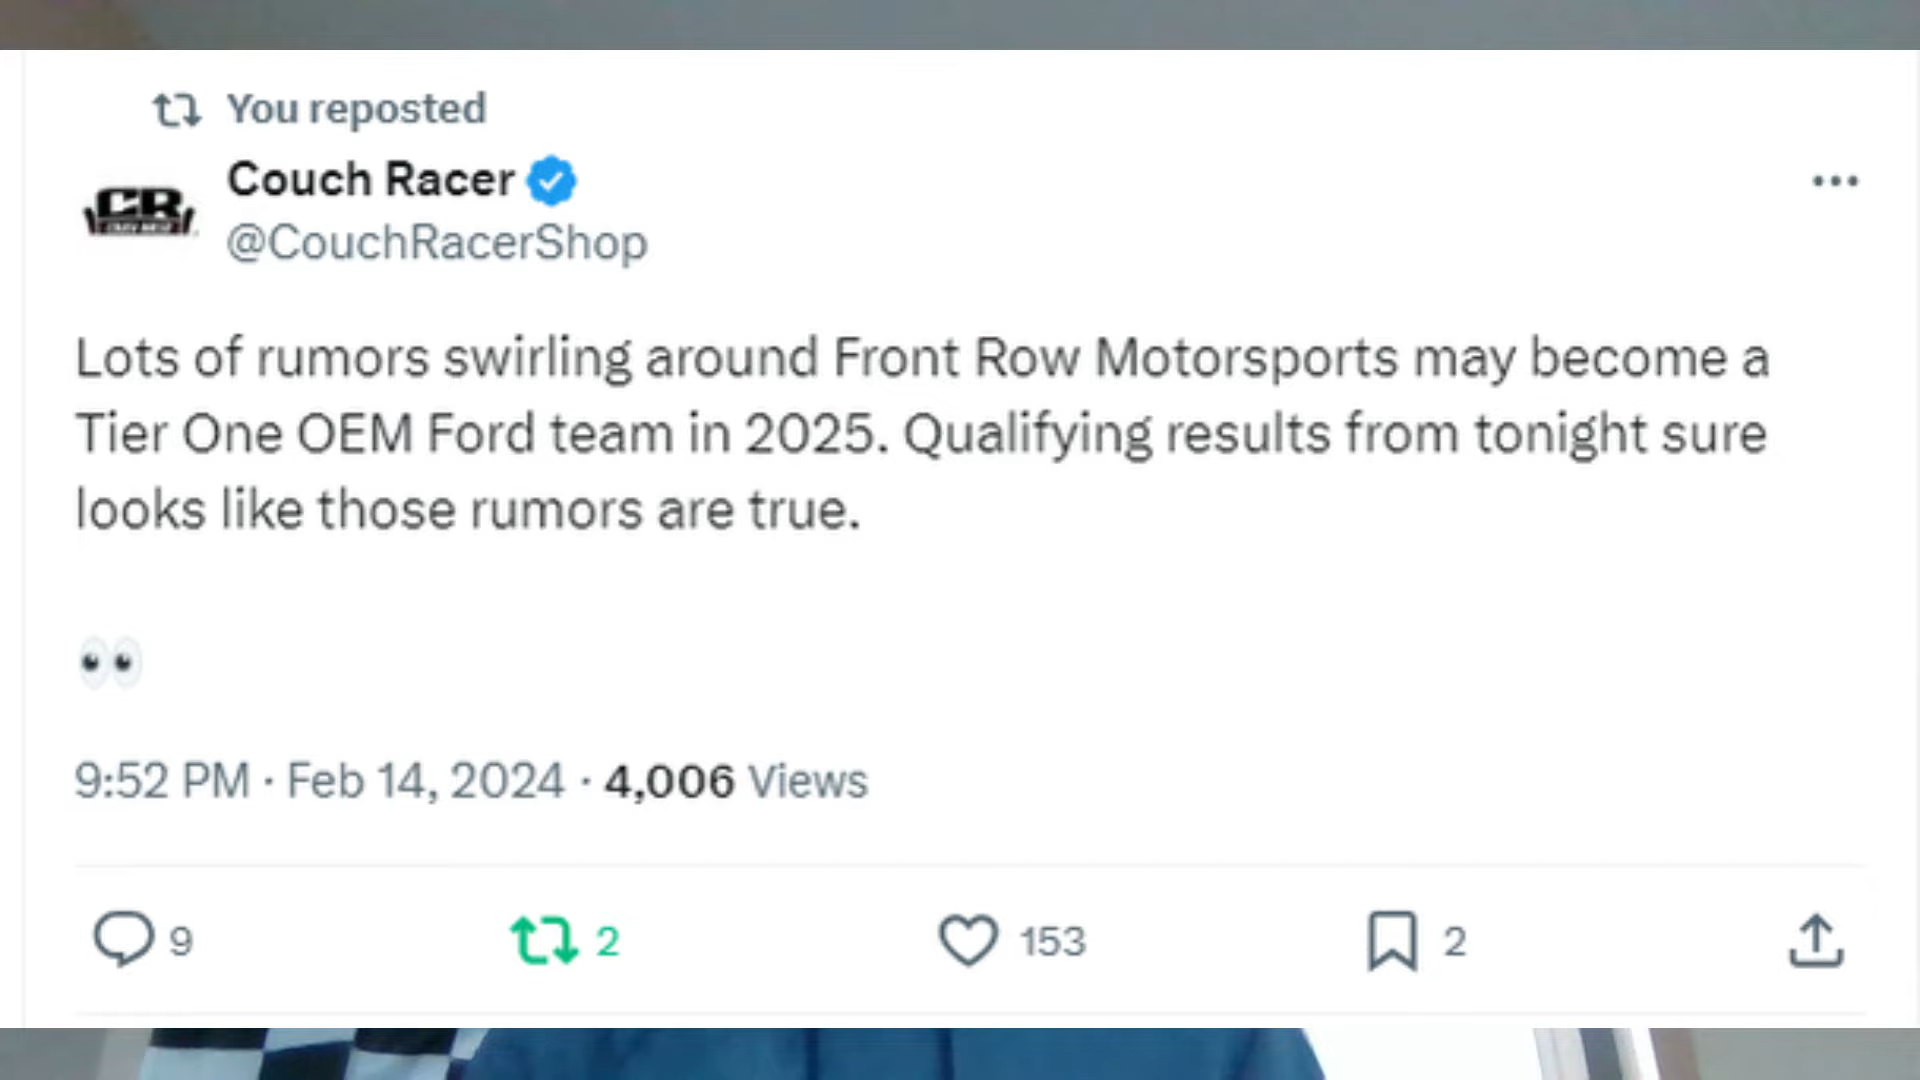 You reposted
CR
Couch Racer
@CouchRacerShop
Lots of rumors swirling around Front Row Motorsports may become a
Tier One OEM Ford team in 2025. Qualifying results from tonight sure
looks like those rumors are true.
👀
9:52 PM · Feb 14, 2024 · 4,006 Views
9
2
153
2